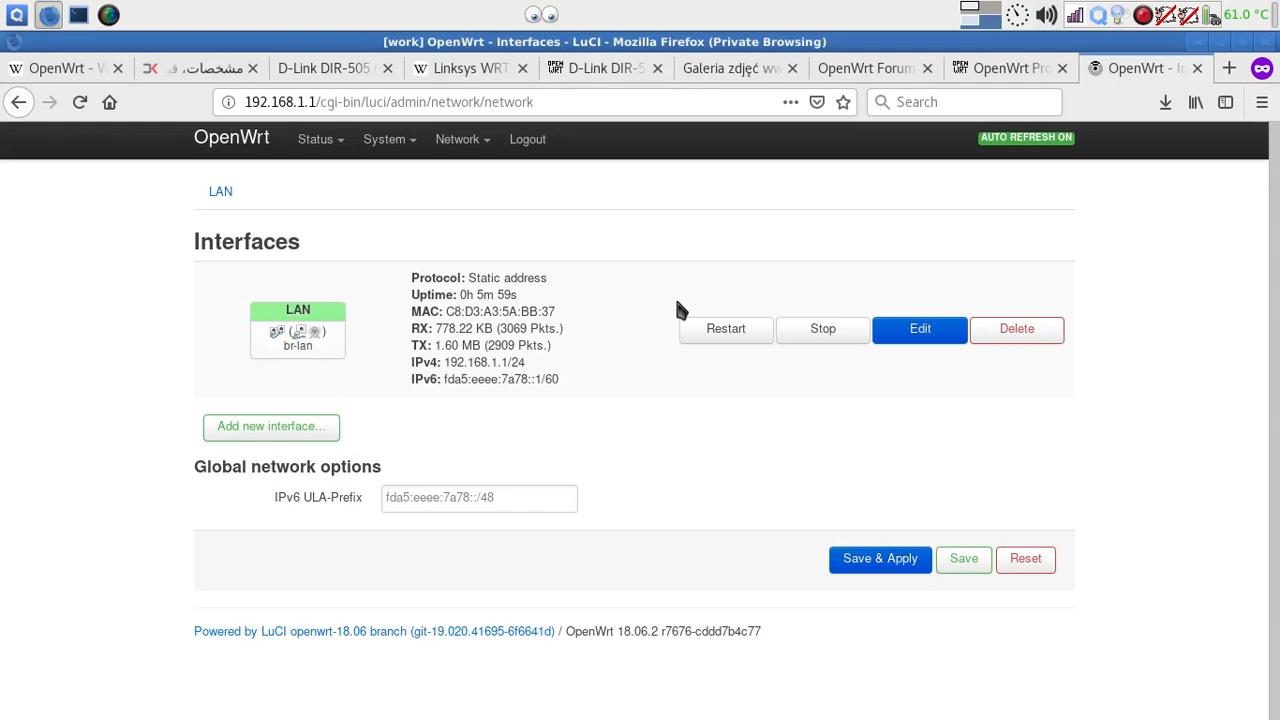 61.0 °C
[work] OpenWrt - Interfaces - LuCI - Mozilla Firefox (Private Browsing)
OpenWrt - W
مشخصات، قی
D-Link DIR-505 r
Linksys WRT
D-Link DIR-5
Galeria zdjęć ww
OpenWrt Forum
OpenWrt Pro
OpenWrt - In
192.168.1.1/cgi-bin/luci/admin/network/network
Search
OpenWrt
Status
System
Network
Logout
AUTO REFRESH ON
LAN
Interfaces
LAN
br-lan
Protocol: Static address
Uptime: 0h 5m 59s
MAC: C8:D3:A3:5A:BB:37
RX: 778.22 KB (3069 Pkts.)
TX: 1.60 MB (2909 Pkts.)
IPv4: 192.168.1.1/24
IPv6: fda5:eeee:7a78::1/60
Restart
Stop
Edit
Delete
Add new interface...
Global network options
IPv6 ULA-Prefix
fda5:eeee:7a78::/48
Save & Apply
Save
Reset
Powered by LuCI openwrt-18.06 branch (git-19.020.41695-6f6641d) / OpenWrt 18.06.2 r7676-cddd7b4c77